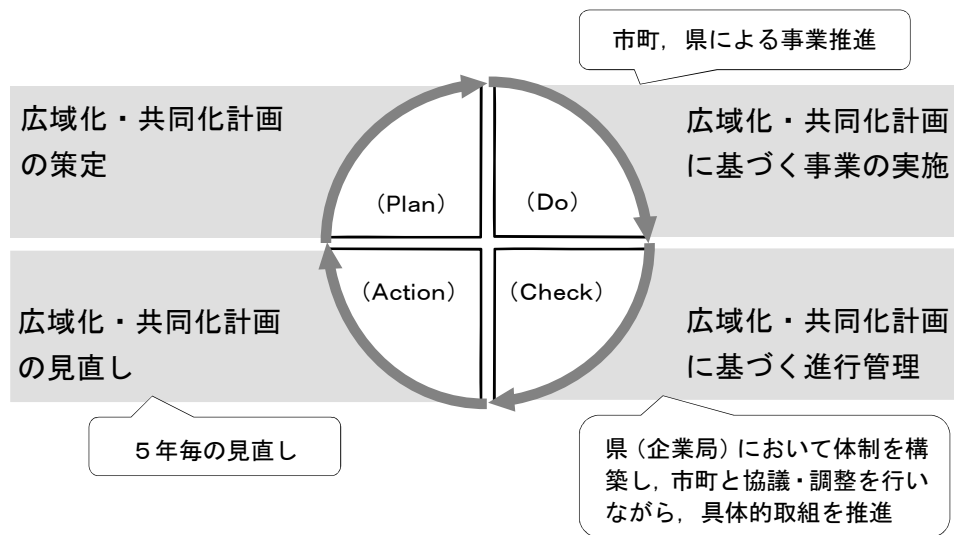 市町，県による事業推進
広域化・共同化計画
の策定
広域化・共同化計画
に基づく事業の実施
（Plan）
（Do）
（Action）
（Check）
広域化・共同化計画
の見直し
広域化・共同化計画
に基づく進行管理
５年毎の見直し
県（企業局）において体制を構
築し，市町と協議・調整を行い
ながら，具体的取組を推進